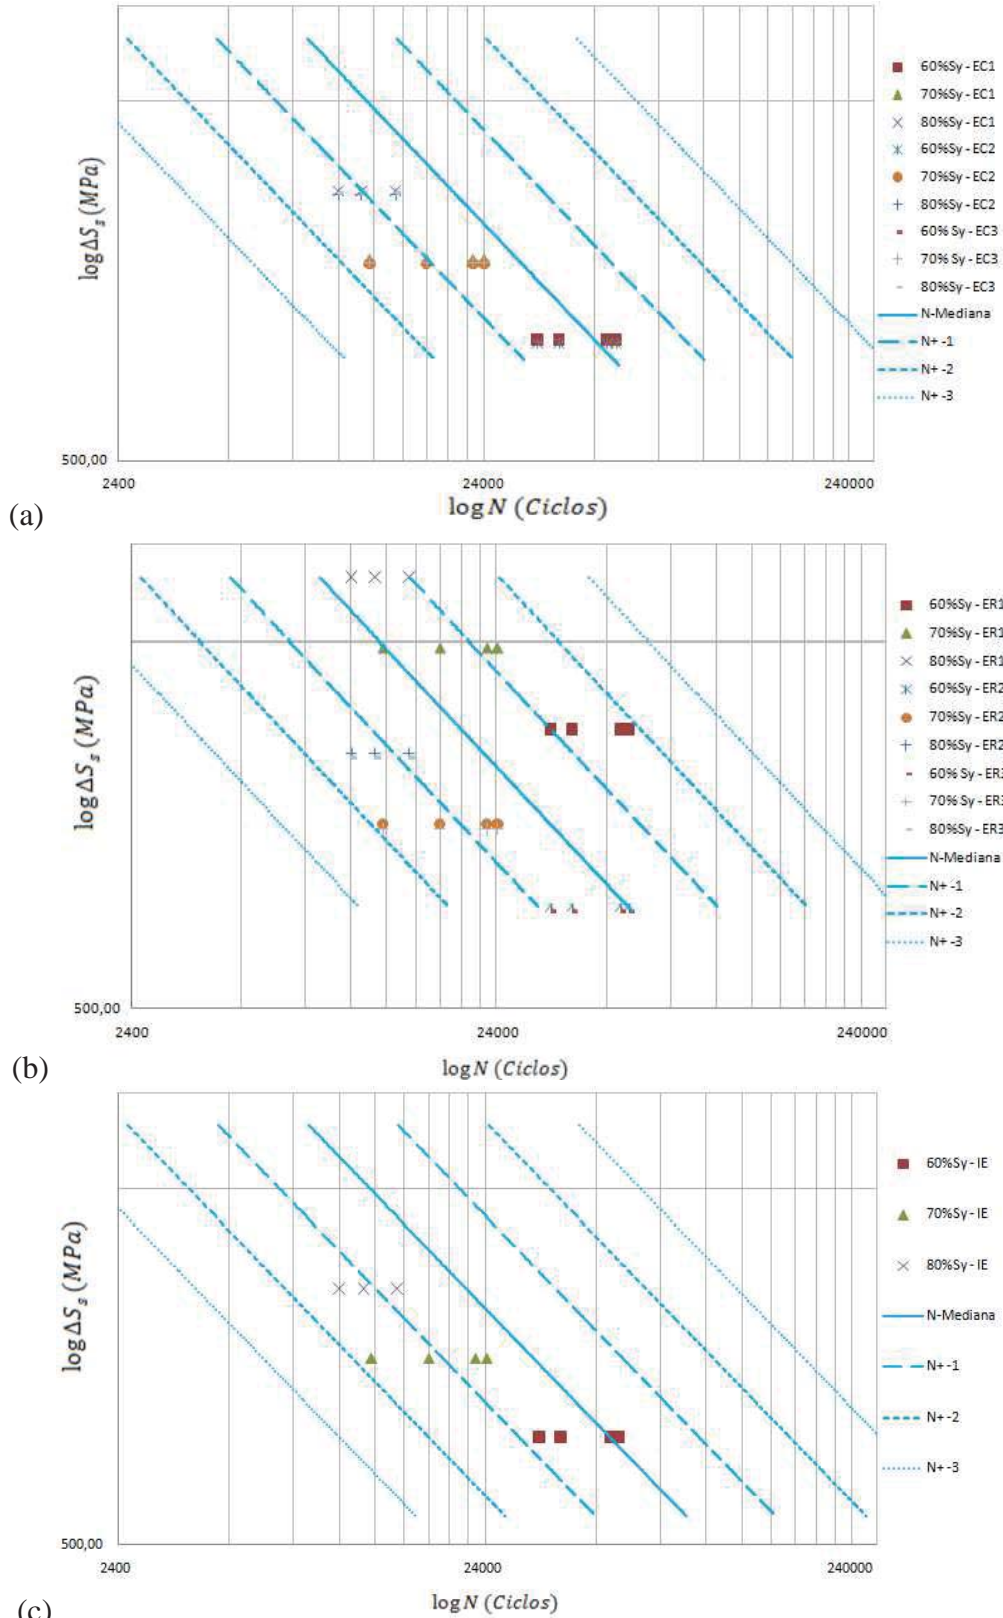 log ΔSₛ (MPa)
60%Sy - EC1
70%Sy - EC1
80%Sy - EC1
60%Sy - EC2
70%Sy - EC2
80%Sy - EC2
60% Sy - EC3
70% Sy - EC3
80%Sy - EC3
N-Mediana
N+ -1
N+ -2
N+ -3
500,00
2400
24000
240000
log N (Ciclos)
(a)
log ΔSₛ (MPa)
60%Sy - ER1
70%Sy - ER1
80%Sy - ER1
60%Sy - ER2
70%Sy - ER2
80%Sy - ER2
60% Sy - ER3
70% Sy - ER3
80%Sy - ER3
N-Mediana
N+ -1
N+ -2
N+ -3
500,00
2400
24000
240000
log N (Ciclos)
(b)
log ΔSₛ (MPa)
60%Sy - IE
70%Sy - IE
80%Sy - IE
N-Mediana
N+ -1
N+ -2
N+ -3
500,00
2400
24000
240000
log N (Ciclos)
(c)